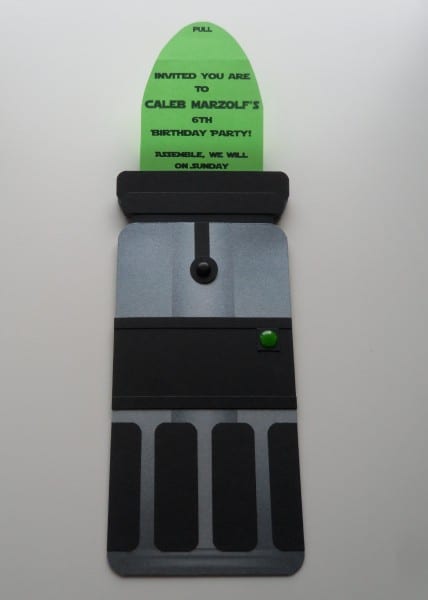 PULL
INVITED YOU ARE
TO
CALEB MARZOLF'S
6TH
BIRTHDAY PARTY!
ASSEMBLE, WE WILL
ON SUNDAY